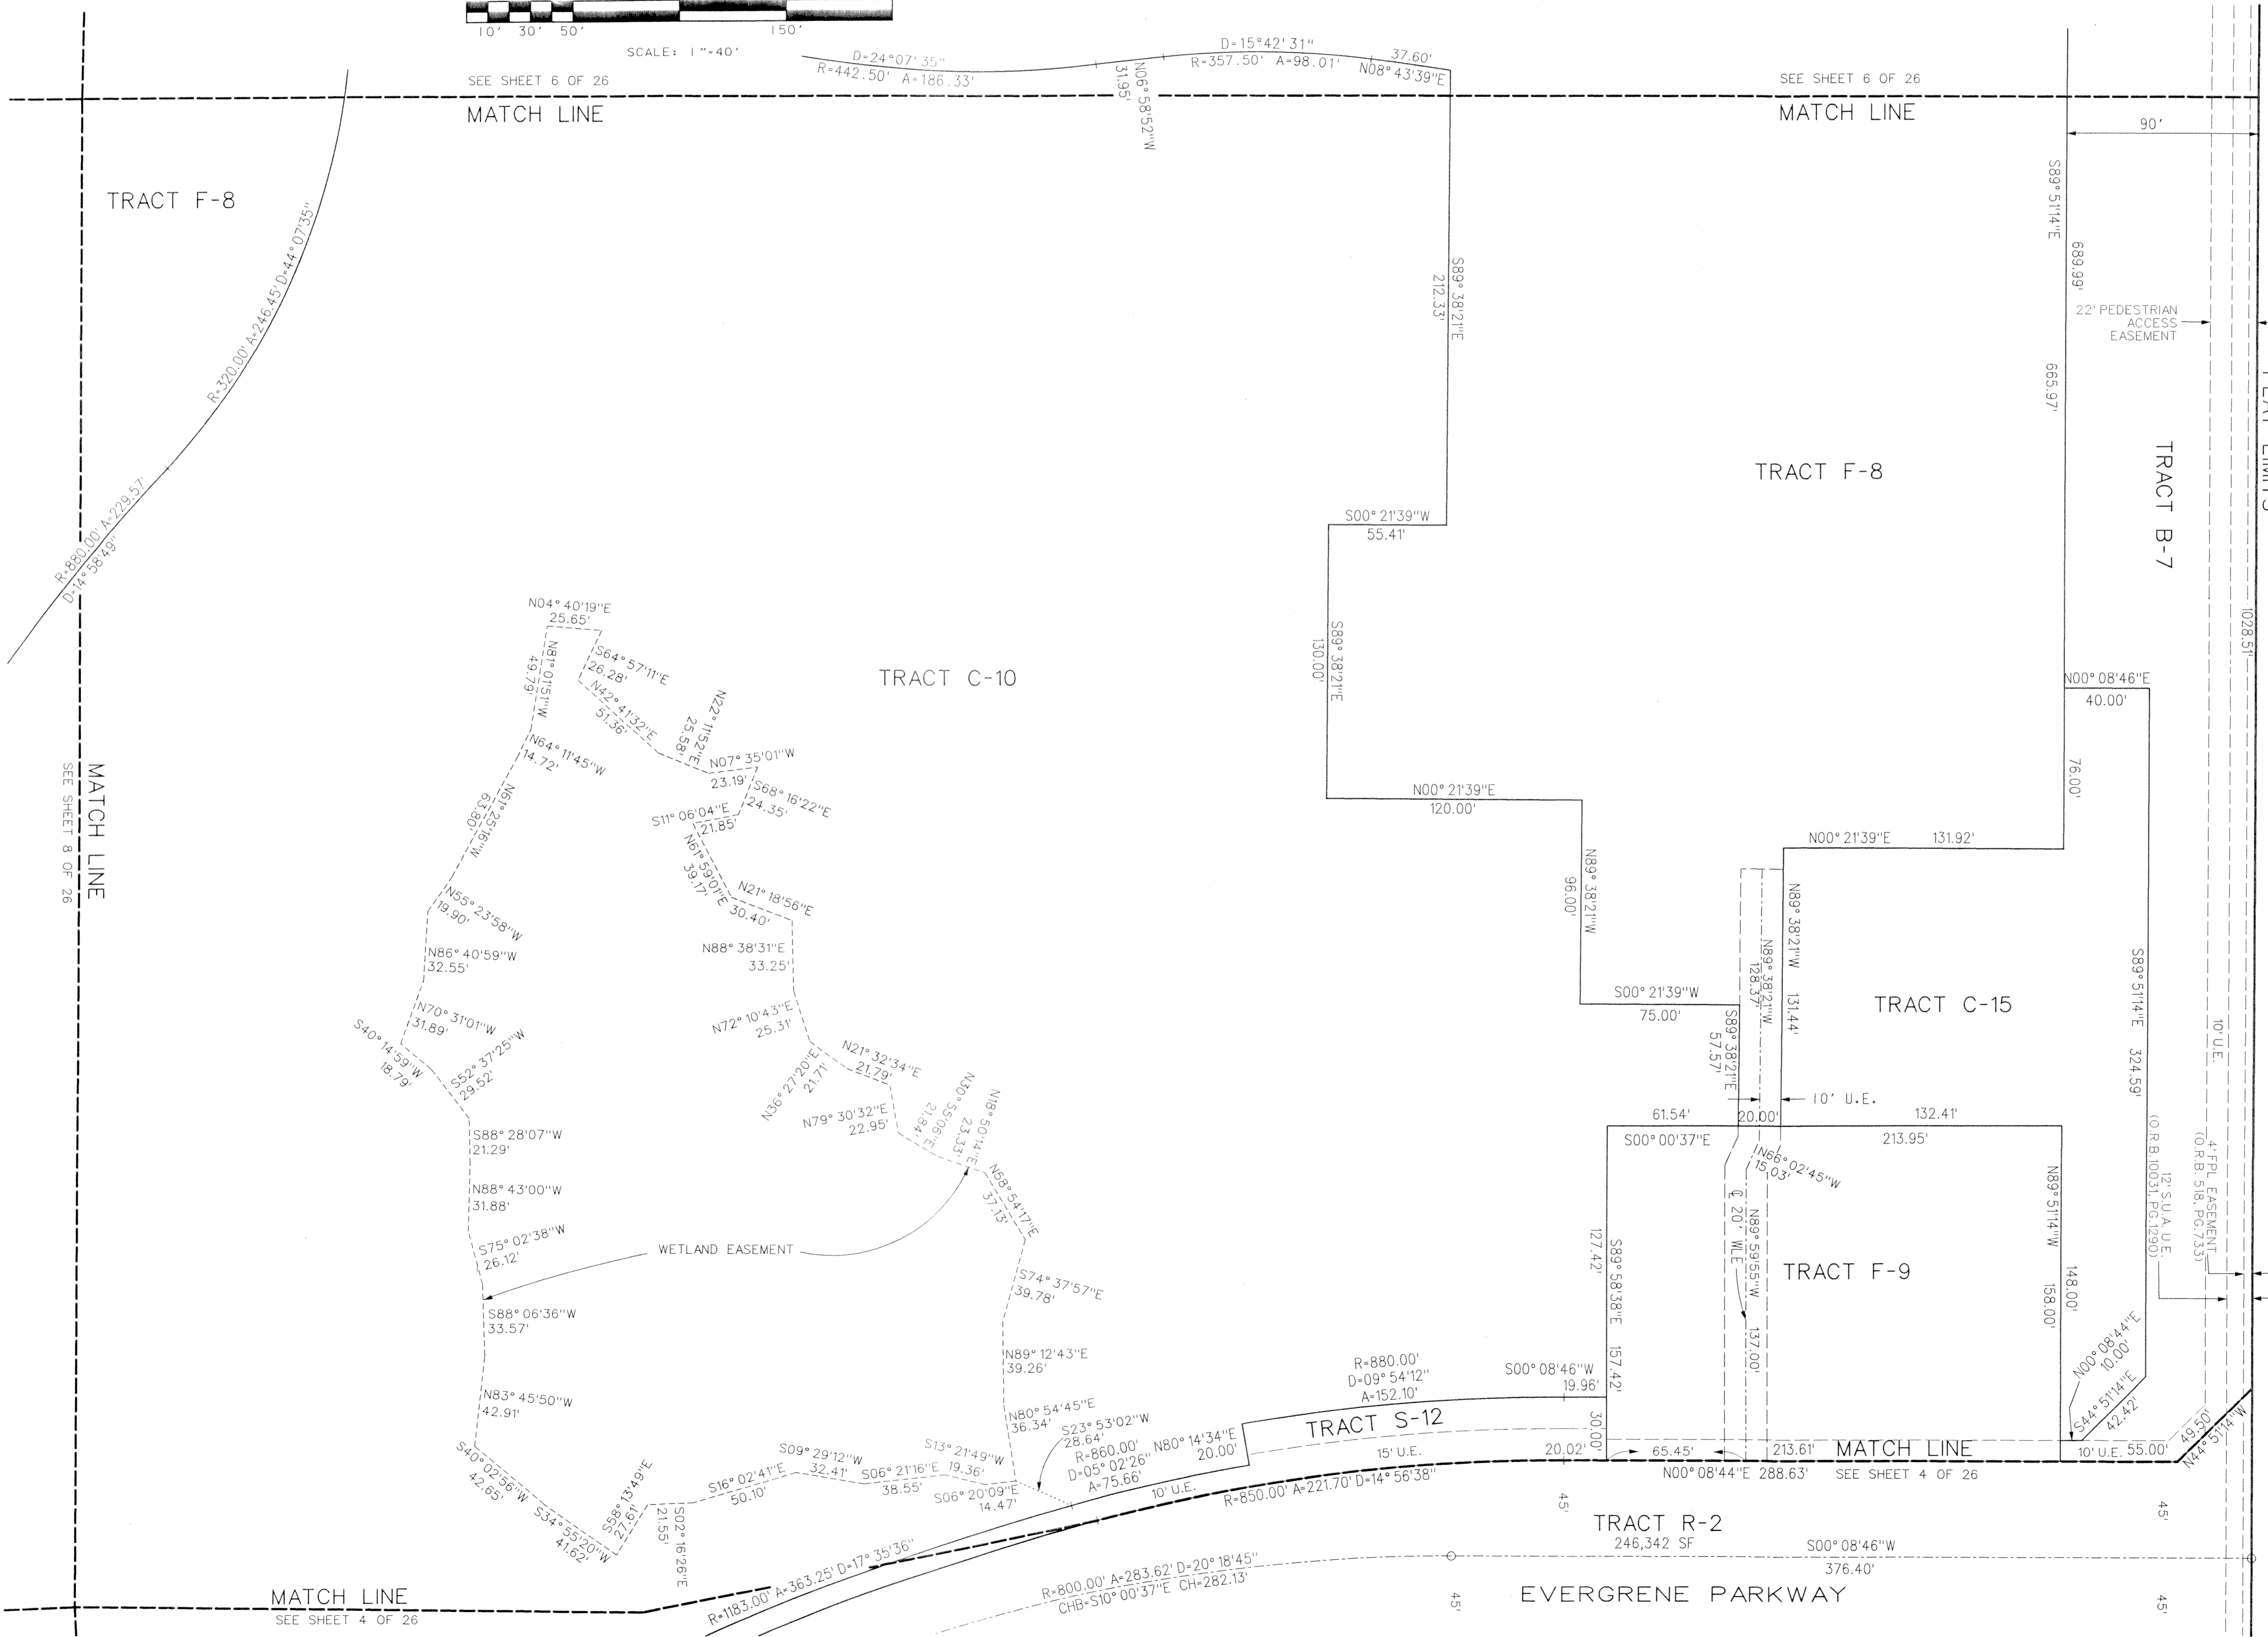 10' 30' 50' 150'
SCALE: 1"=40'
SEE SHEET 6 OF 26
MATCH LINE
D=24°07'35"
R=442.50' A=186.33'
N06°58'52"W
31.95'
D=15°42'31"
R=357.50' A=98.01'
37.60'
N08°43'39"E
SEE SHEET 6 OF 26
MATCH LINE
90'
TRACT F-8
R=320.00' A=246.45' D=44°07'35"
R=880.00' A=229.57'
D=14°58'49"
MATCH LINE
SEE SHEET 8 OF 26
S89°38'21"E
212.33'
S00°21'39"W
55.41'
S89°38'21"E
130.00'
N00°21'39"E
120.00'
N89°38'21"W
96.00'
S00°21'39"W
75.00'
S89°38'21"E
57.57'
TRACT F-8
S89°51'14"E
689.99'
665.97'
22' PEDESTRIAN
ACCESS
EASEMENT
TRACT B-7
1028.51'
N00°08'46"E
40.00'
76.00'
N00°21'39"E 131.92'
N89°38'21"W 131.44'
N89°38'21"W
128.37'
TRACT C-15
S89°51'14"E 324.59'
10' U.E.
4' FPL EASEMENT
(O.R.B. 518, PG.733)
12' S.U.A.U.E.
(O.R.B.10031, PG.1290)
10' U.E.
61.54'
20.00'
132.41'
S00°00'37"E
213.95'
N66°02'45"W
15.03'
℄ 20' WLE
N89°59'55"W 137.00'
TRACT F-9
N89°51'14"W
148.00'
158.00'
127.42'
S89°58'38"E 157.42'
N00°08'44"E
10.00'
S44°51'14"E
42.42'
49.50'
N44°51'14"W
10' U.E. 55.00'
TRACT C-10
N04°40'19"E
25.65'
N81°01'51"W
49.79'
S64°57'11"E
26.28'
N42°41'32"E
51.36'
N22°11'52"E
25.58'
N07°35'01"W
23.19'
S68°16'22"E
24.35'
S11°06'04"E
21.85'
N61°59'01"E
39.17'
N21°18'56"E
30.40'
N64°11'45"W
14.72'
N61°25'16"W
63.80'
N55°23'58"W
19.90'
N86°40'59"W
32.55'
N70°31'01"W
31.89'
S40°14'59"W
18.79'
S52°37'25"W
29.52'
S88°28'07"W
21.29'
N88°43'00"W
31.88'
S75°02'38"W
26.12'
S88°06'36"W
33.57'
N83°45'50"W
42.91'
S40°02'56"W
42.65'
S34°55'20"W
41.62'
S58°13'49"E
27.61'
S02°16'26"E
21.55'
S16°02'41"E
50.10'
S09°29'12"W
32.41'
S06°21'16"E
38.55'
S13°21'49"W
19.36'
S06°20'09"E
14.47'
N88°38'31"E
33.25'
N72°10'43"E
25.31'
N36°27'20"E
21.71'
N21°32'34"E
21.79'
N79°30'32"E
22.95'
N30°55'06"E
21.84'
N18°50'14"E
23.33'
N58°54'17"E
37.13'
S74°37'57"E
39.78'
N89°12'43"E
39.26'
N80°54'45"E
36.34'
S23°53'02"W
28.64'
WETLAND EASEMENT
R=860.00'
D=05°02'26"
A=75.66'
N80°14'34"E
20.00'
R=880.00'
D=09°54'12"
A=152.10'
S00°08'46"W
19.96'
TRACT S-12
30.00'
15' U.E.
20.02'
65.45'
213.61'
MATCH LINE
N00°08'44"E 288.63'
SEE SHEET 4 OF 26
10' U.E.
R=850.00' A=221.70' D=14°56'38"
45'
45'
TRACT R-2
246,342 SF
S00°08'46"W
376.40'
R=1183.00' A=363.25' D=17°35'36"
R=800.00' A=283.62' D=20°18'45"
CHB=S10°00'37"E CH=282.13'
45'
45'
EVERGRENE PARKWAY
MATCH LINE
SEE SHEET 4 OF 26